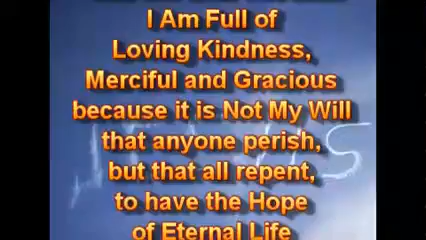 I Am Full of
Loving Kindness,
Merciful and Gracious
because it is Not My Will
that anyone perish,
but that all repent,
to have the Hope
of Eternal Life